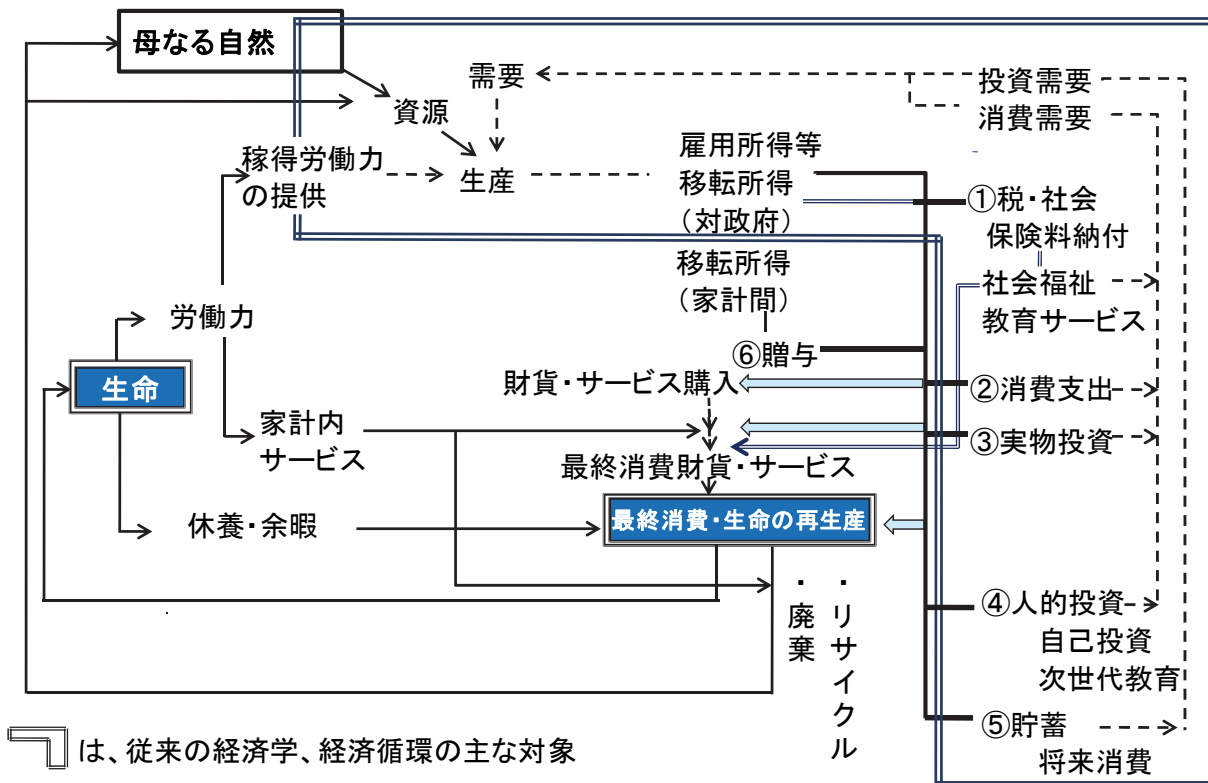 母なる自然
需要
投資需要
消費需要
資源
稼得労働力
の提供
生産
雇用所得等
移転所得
（対政府）
①税・社会
保険料納付
移転所得
（家計間）
社会福祉
教育サービス
労働力
⑥贈与
生命
財貨・サービス購入
②消費支出
家計内
サービス
③実物投資
最終消費財貨・サービス
休養・余暇
最終消費・生命の再生産
・廃棄
・リサイクル
④人的投資
自己投資
次世代教育
⑤貯蓄
将来消費
は、従来の経済学、経済循環の主な対象